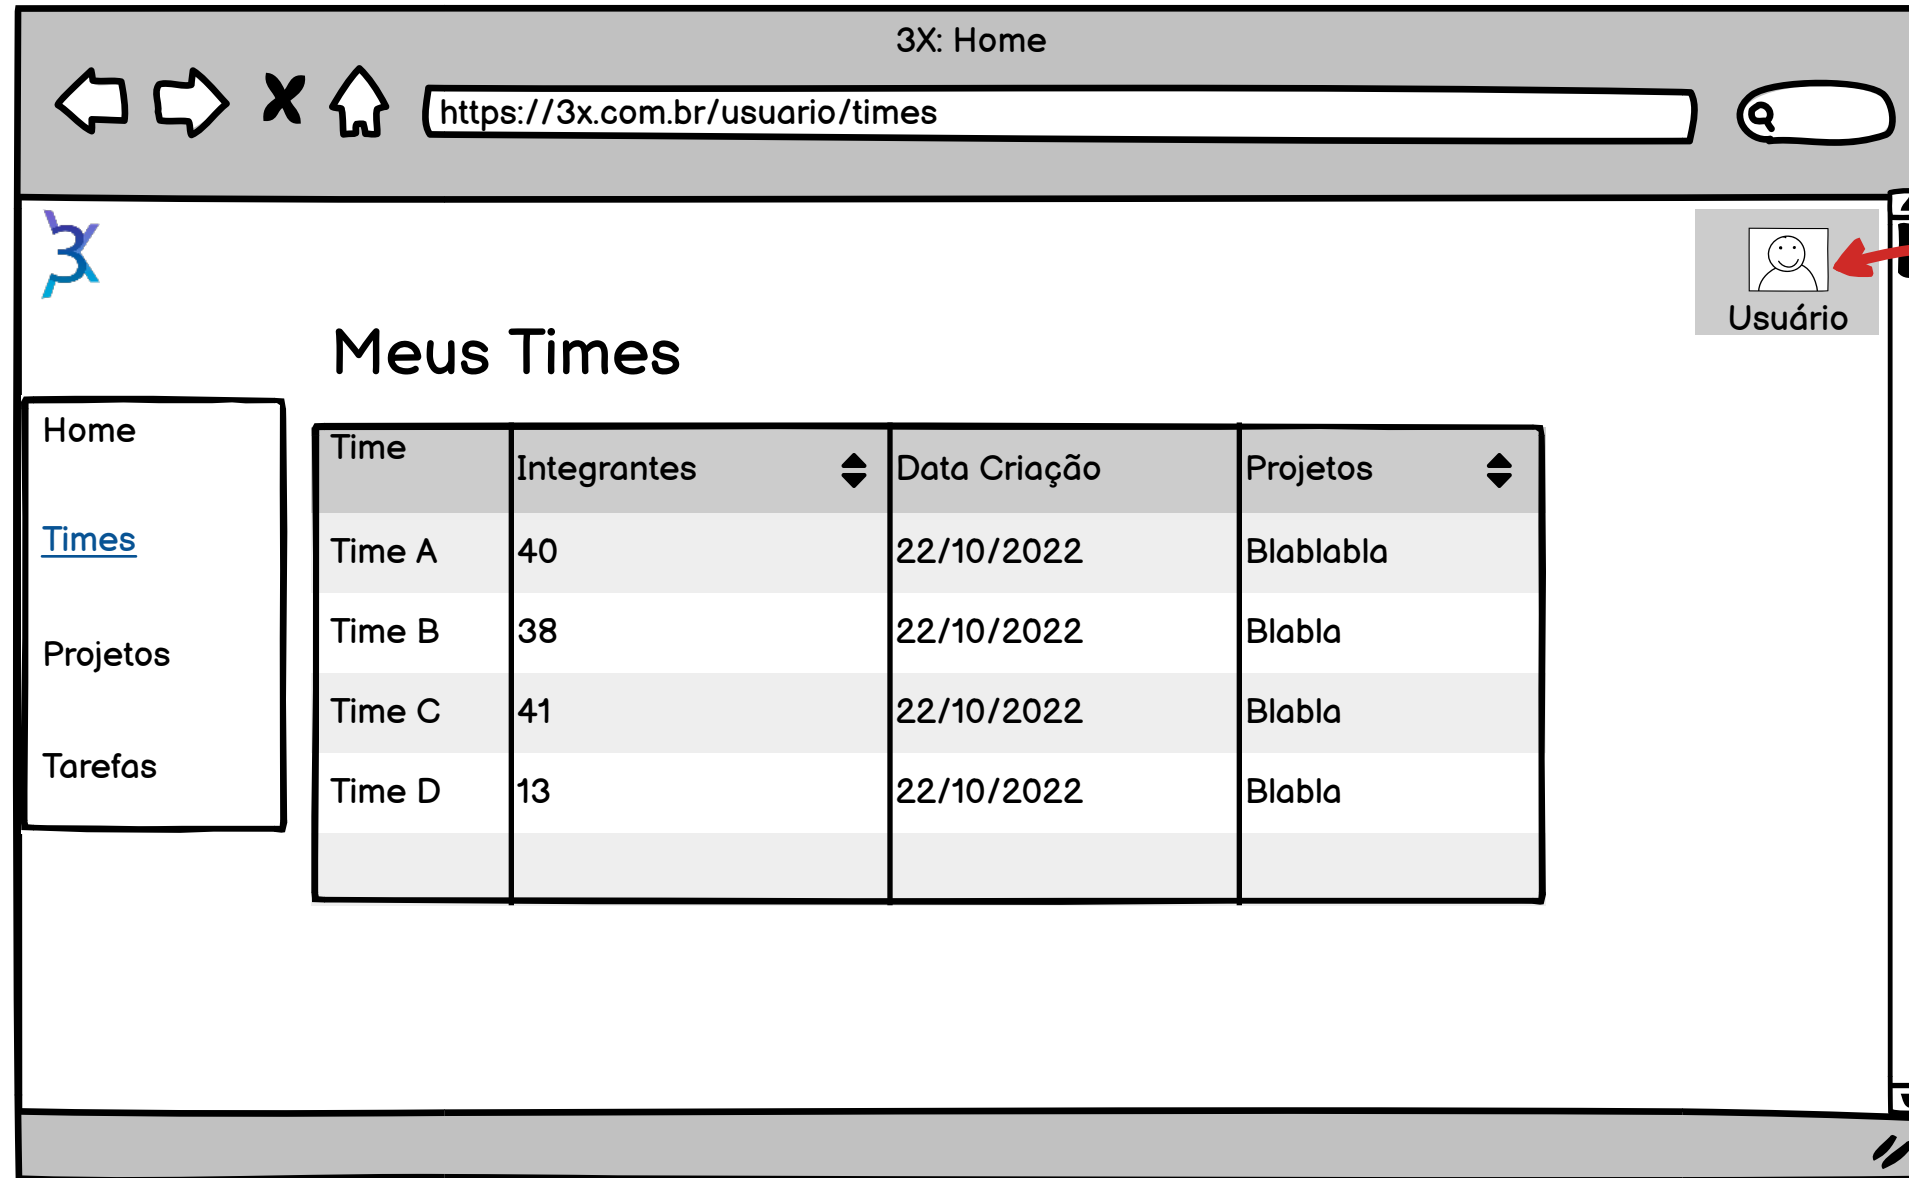 3X: Home
https://3x.com.br/usuario/times
3X
Usuário
Meus Times
Home
Times
Projetos
Tarefas
Time Integrantes Data Criação Projetos
Time A 40 22/10/2022 Blablabla
Time B 38 22/10/2022 Blabla
Time C 41 22/10/2022 Blabla
Time D 13 22/10/2022 Blabla